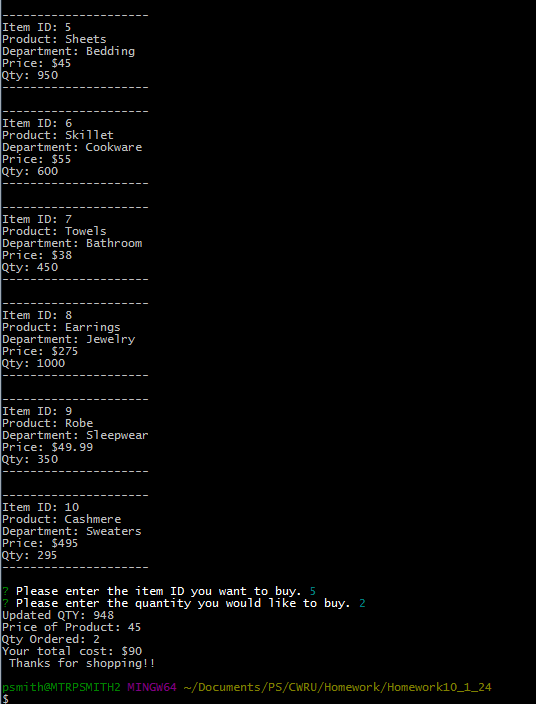 ---------------------
Item ID: 5
Product: Sheets
Department: Bedding
Price: $45
Qty: 950
---------------------
---------------------
Item ID: 6
Product: Skillet
Department: Cookware
Price: $55
Qty: 600
---------------------
---------------------
Item ID: 7
Product: Towels
Department: Bathroom
Price: $38
Qty: 450
---------------------
---------------------
Item ID: 8
Product: Earrings
Department: Jewelry
Price: $275
Qty: 1000
---------------------
---------------------
Item ID: 9
Product: Robe
Department: Sleepwear
Price: $49.99
Qty: 350
---------------------
---------------------
Item ID: 10
Product: Cashmere
Department: Sweaters
Price: $495
Qty: 295
---------------------
? Please enter the item ID you want to buy. 5
? Please enter the quantity you would like to buy. 2
Updated QTY: 948
Price of Product: 45
Qty Ordered: 2
Your total cost: $90
 Thanks for shopping!!
psmith@MTRPSMITH2 MINGW64 ~/Documents/PS/CWRU/Homework/Homework10_1_24
$